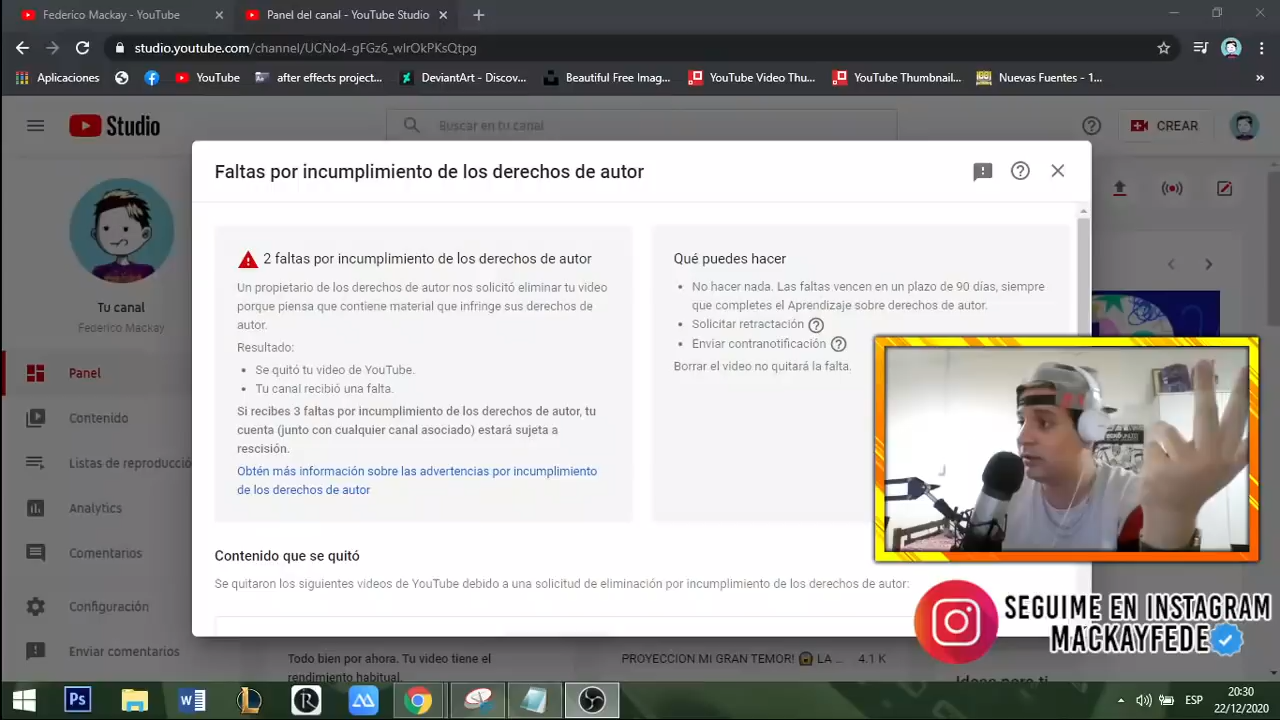 Federico Mackay - YouTube
Panel del canal - YouTube Studio
studio.youtube.com/channel/UCNo4-gFGz6_wlrOkPKsQtpg
Aplicaciones
YouTube
after effects project...
DeviantArt - Discov...
Beautiful Free Imag...
YouTube Video Thu...
YouTube Thumbnail...
Nuevas Fuentes - 1...
Studio
Buscar en tu canal
CREAR
Faltas por incumplimiento de los derechos de autor
2 faltas por incumplimiento de los derechos de autor
Un propietario de los derechos de autor nos solicitó eliminar tu video
porque piensa que contiene material que infringe sus derechos de
autor.
Resultado:
Se quitó tu video de YouTube.
Tu canal recibió una falta.
Si recibes 3 faltas por incumplimiento de los derechos de autor, tu
cuenta (junto con cualquier canal asociado) estará sujeta a
rescisión.
Obtén más información sobre las advertencias por incumplimiento
de los derechos de autor
Qué puedes hacer
No hacer nada. Las faltas vencen en un plazo de 90 días, siempre
que completes el Aprendizaje sobre derechos de autor.
Solicitar retractación
Enviar contranotificación
Borrar el video no quitará la falta.
Contenido que se quitó
Se quitaron los siguientes videos de YouTube debido a una solicitud de eliminación por incumplimiento de los derechos de autor:
Tu canal
Federico Mackay
Panel
Contenido
Listas de reproducció
Analytics
Comentarios
Configuración
Enviar comentarios
Todo bien por ahora. Tu video tiene el
rendimiento habitual.
PROYECCION MI GRAN TEMOR! 😱 LA ...
4.1 K
Ideas para ti
SEGUIME EN INSTAGRAM
MACKAYFEDE
Ps
W
R
ESP
20:30
22/12/2020